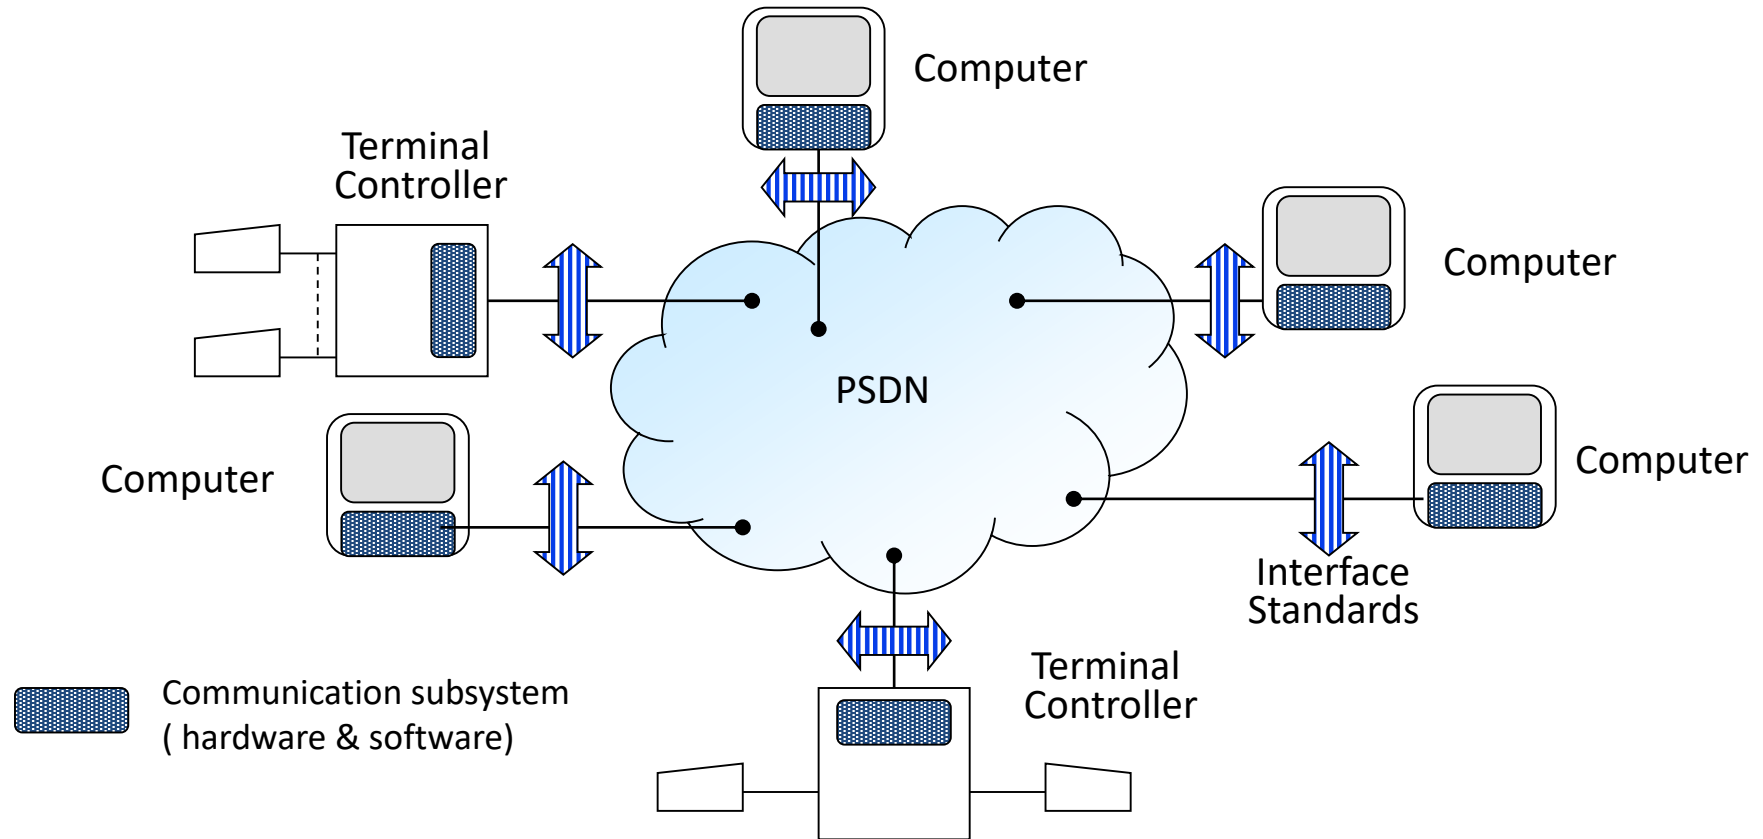 Computer
Terminal
Controller
Computer
PSDN
Computer
Computer
Interface
Standards
Terminal
Controller
Communication subsystem
( hardware & software)